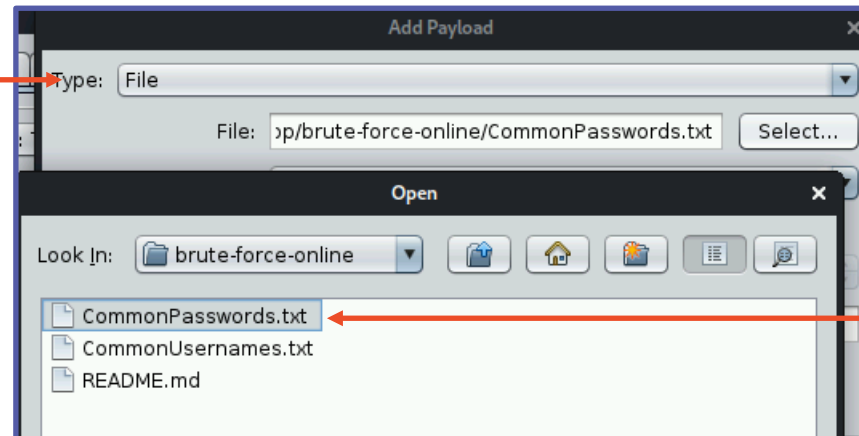 Add Payload
Type: File
File: op/brute-force-online/CommonPasswords.txt Select...
Open
Look In: brute-force-online
CommonPasswords.txt
CommonUsernames.txt
README.md